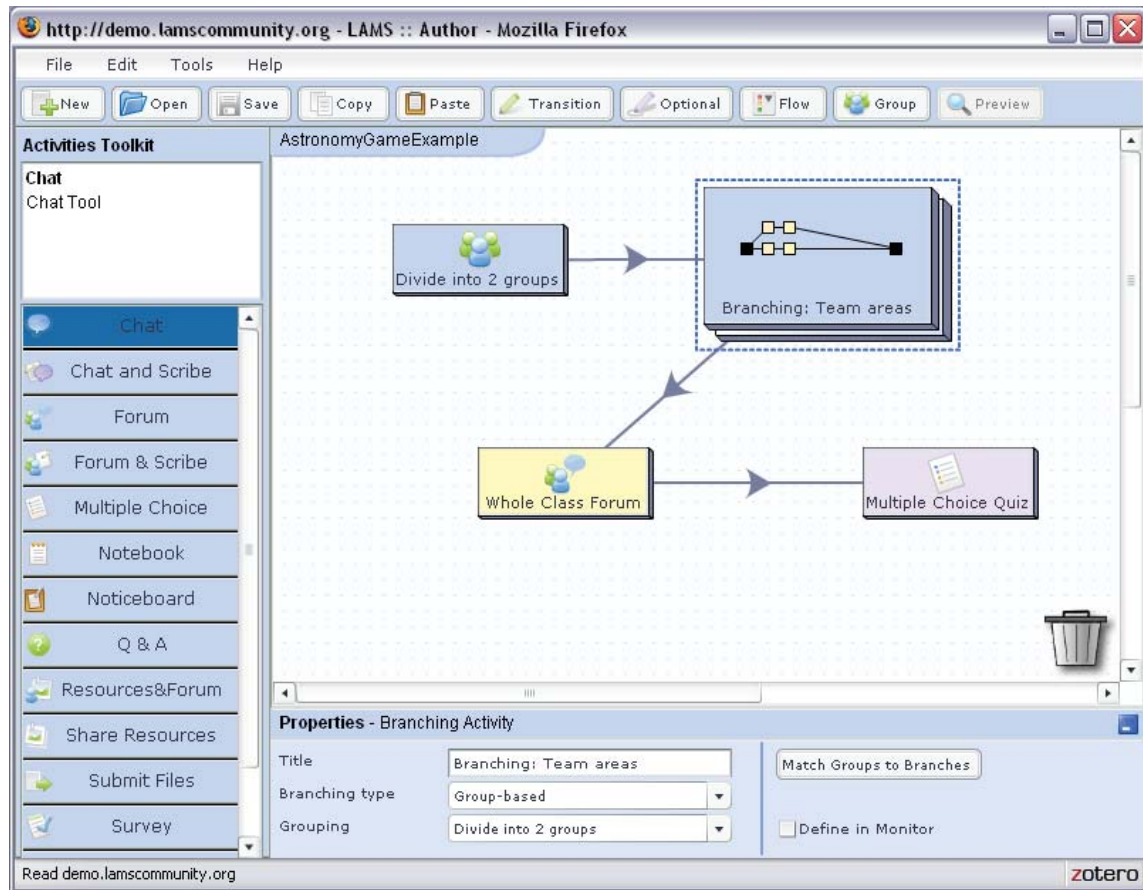 http://demo.lamscommunity.org - LAMS :: Author - Mozilla Firefox
File Edit Tools Help
New Open Save Copy Paste Transition Optional Flow Group Preview
Activities Toolkit
Chat
Chat Tool
Chat
Chat and Scribe
Forum
Forum & Scribe
Multiple Choice
Notebook
Noticeboard
Q & A
Resources&Forum
Share Resources
Submit Files
Survey
AstronomyGameExample
Divide into 2 groups
Branching: Team areas
Whole Class Forum
Multiple Choice Quiz
Properties - Branching Activity
Title Branching: Team areas
Branching type Group-based
Grouping Divide into 2 groups
Match Groups to Branches
Define in Monitor
Read demo.lamscommunity.org
zotero